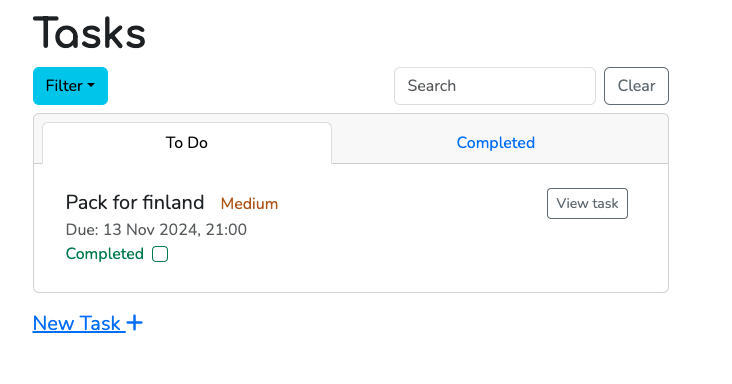 Tasks
Filter Search Clear
To Do Completed
Pack for finland Medium View task
Due: 13 Nov 2024, 21:00
Completed
New Task +